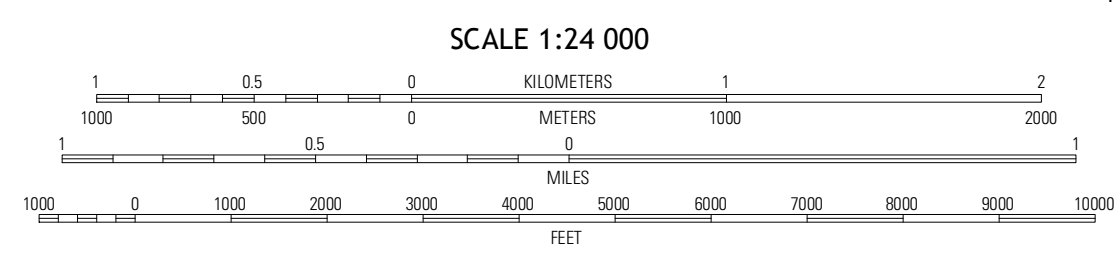 SCALE 1:24 000
1 0.5 0 KILOMETERS 1 2
1000 500 0 METERS 1000 2000
1 0.5 0 1
MILES
1000 0 1000 2000 3000 4000 5000 6000 7000 8000 9000 10000
FEET